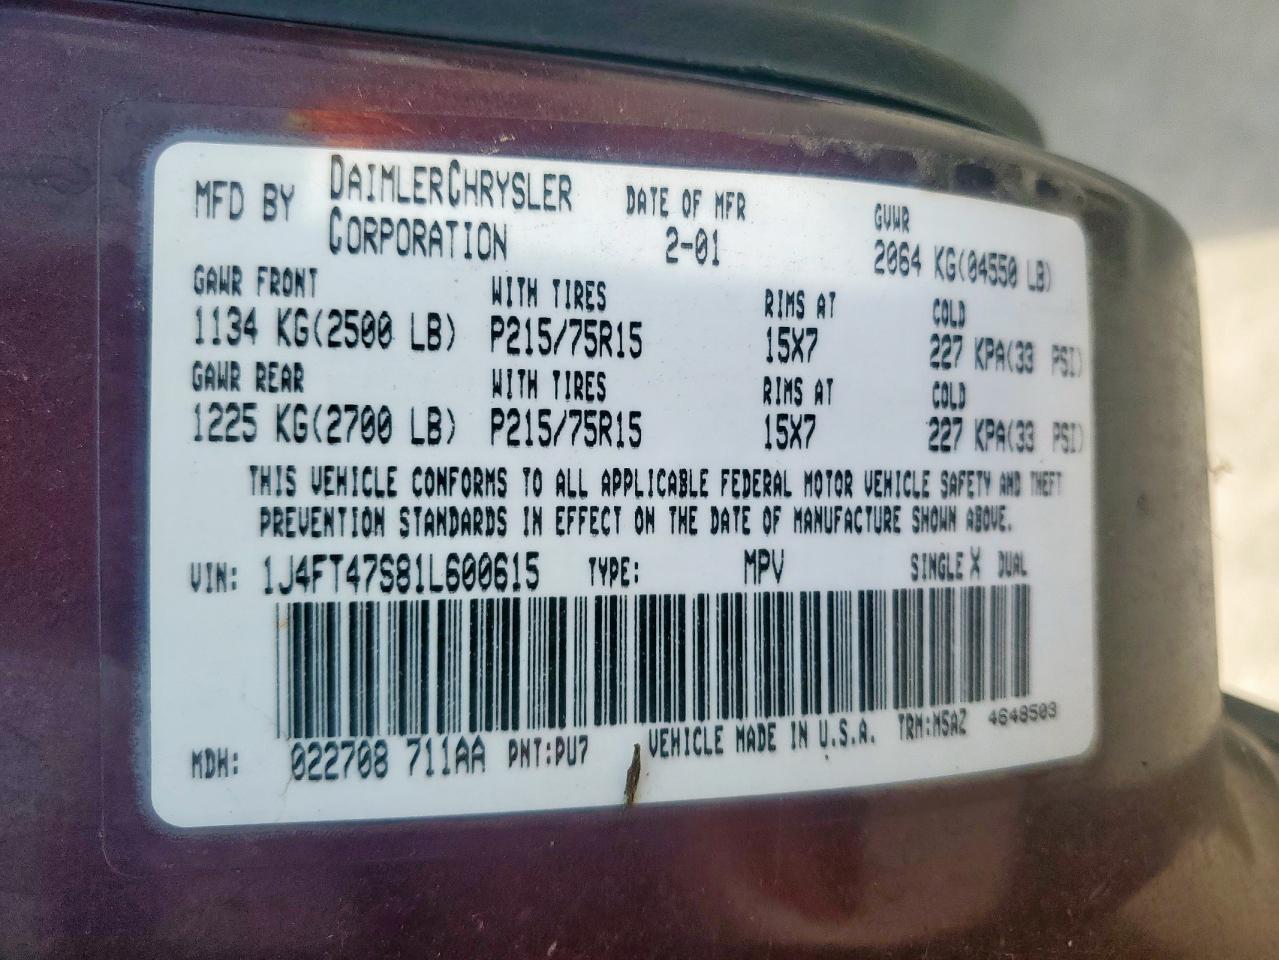 MFD BY DAIMLERCHRYSLER CORPORATION DATE OF MFR 2-01 GVWR 2064 KG(04550 LB)
GAWR FRONT WITH TIRES RIMS AT COLD
1134 KG(2500 LB) P215/75R15 15X7 227 KPA(33 PSI)
GAWR REAR WITH TIRES RIMS AT COLD
1225 KG(2700 LB) P215/75R15 15X7 227 KPA(33 PSI)
THIS VEHICLE CONFORMS TO ALL APPLICABLE FEDERAL MOTOR VEHICLE SAFETY AND THEFT
PREVENTION STANDARDS IN EFFECT ON THE DATE OF MANUFACTURE SHOWN ABOVE.
VIN: 1J4FT47S81L600615 TYPE: MPV SINGLE X DUAL
MDH: 022708 711AA PNT:PU7 VEHICLE MADE IN U.S.A. TRM:M5AZ 4648503